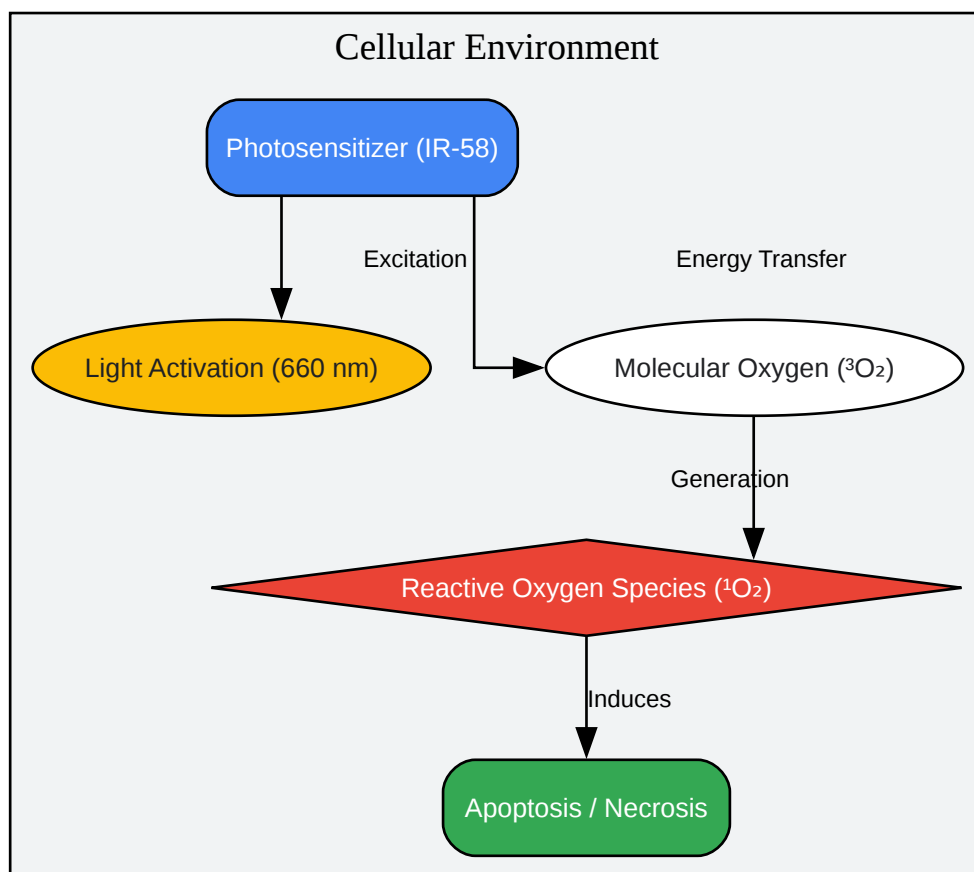 Cellular Environment
Photosensitizer (IR-58)
Excitation
Energy Transfer
Light Activation (660 nm)
Molecular Oxygen (³O₂)
Generation
Reactive Oxygen Species (¹O₂)
Induces
Apoptosis / Necrosis